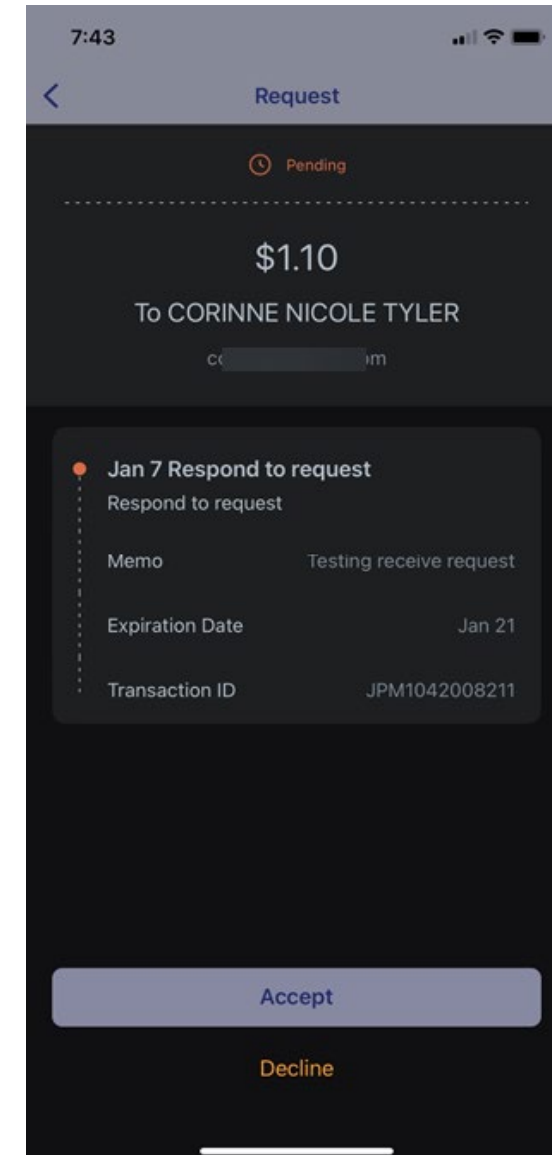 7:43
Request
Pending
$1.10
To CORINNE NICOLE TYLER
Jan 7 Respond to request
Respond to request
Memo Testing receive request
Expiration Date Jan 21
Transaction ID JPM1042008211
Accept
Decline